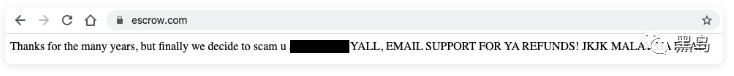 escrow.com
Thanks for the many years, but finally we decide to scam u YALL, EMAIL SUPPORT FOR YA REFUNDS! JKJK
黑鸟